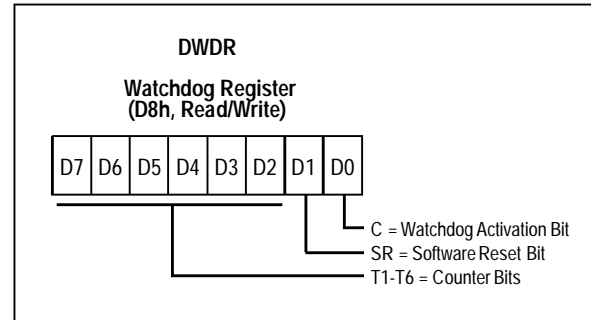 DWDR
Watchdog Register
(D8h, Read/Write)
D7 D6 D5 D4 D3 D2 D1 D0
C = Watchdog Activation Bit
SR = Software Reset Bit
T1-T6 = Counter Bits